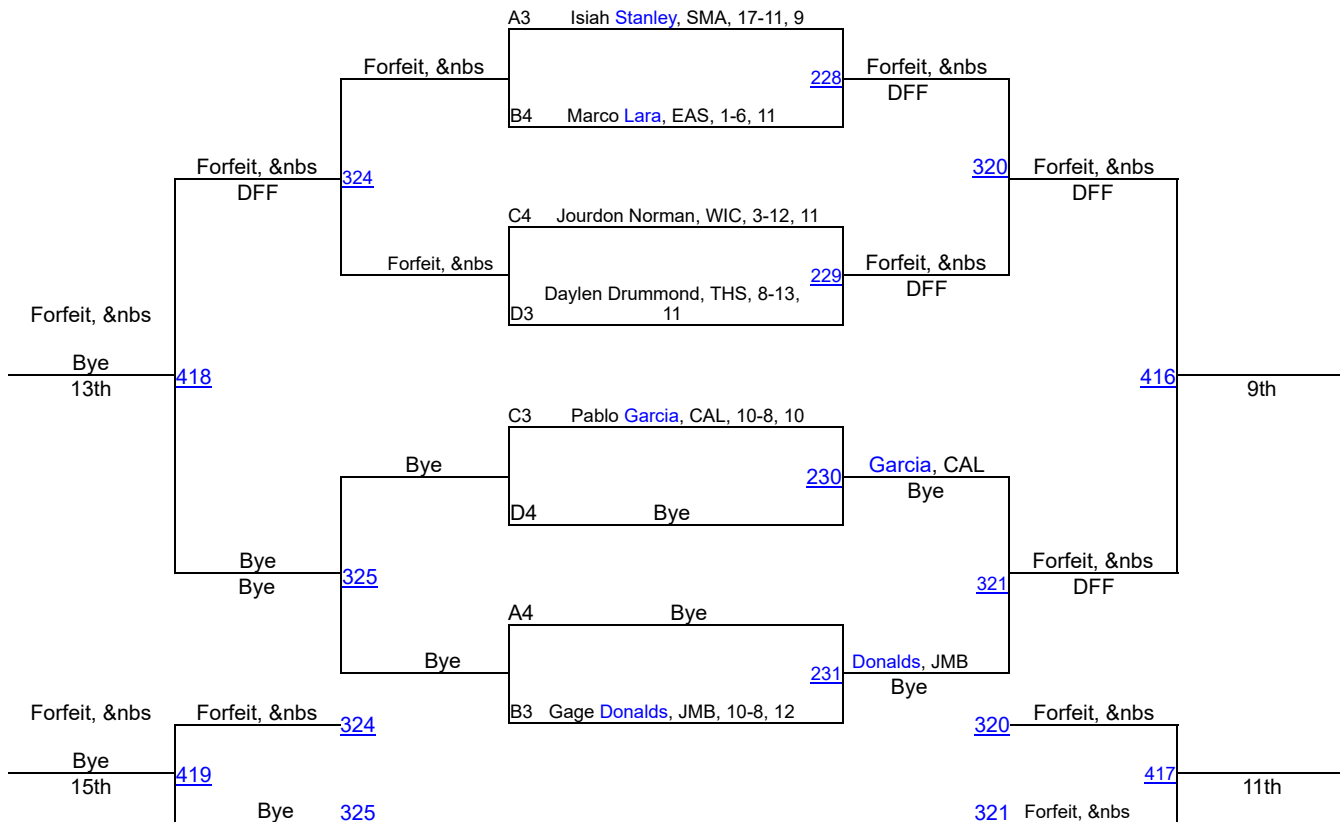 A3 Isiah Stanley, SMA, 17-11, 9
Forfeit, &nbs
228
Forfeit, &nbs
DFF
B4 Marco Lara, EAS, 1-6, 11
Forfeit, &nbs
DFF
324
320
Forfeit, &nbs
DFF
C4 Jourdon Norman, WIC, 3-12, 11
Forfeit, &nbs
229
Forfeit, &nbs
DFF
Daylen Drummond, THS, 8-13,
D3 11
Forfeit, &nbs
Bye
13th
418
416
9th
C3 Pablo Garcia, CAL, 10-8, 10
Bye
230
Garcia, CAL
Bye
D4 Bye
Bye
Bye
325
321
Forfeit, &nbs
DFF
A4 Bye
Bye
231
Donalds, JMB
Bye
B3 Gage Donalds, JMB, 10-8, 12
Forfeit, &nbs
Forfeit, &nbs
324
320
Forfeit, &nbs
Bye
15th
419
417
11th
Bye
325
321
Forfeit, &nbs